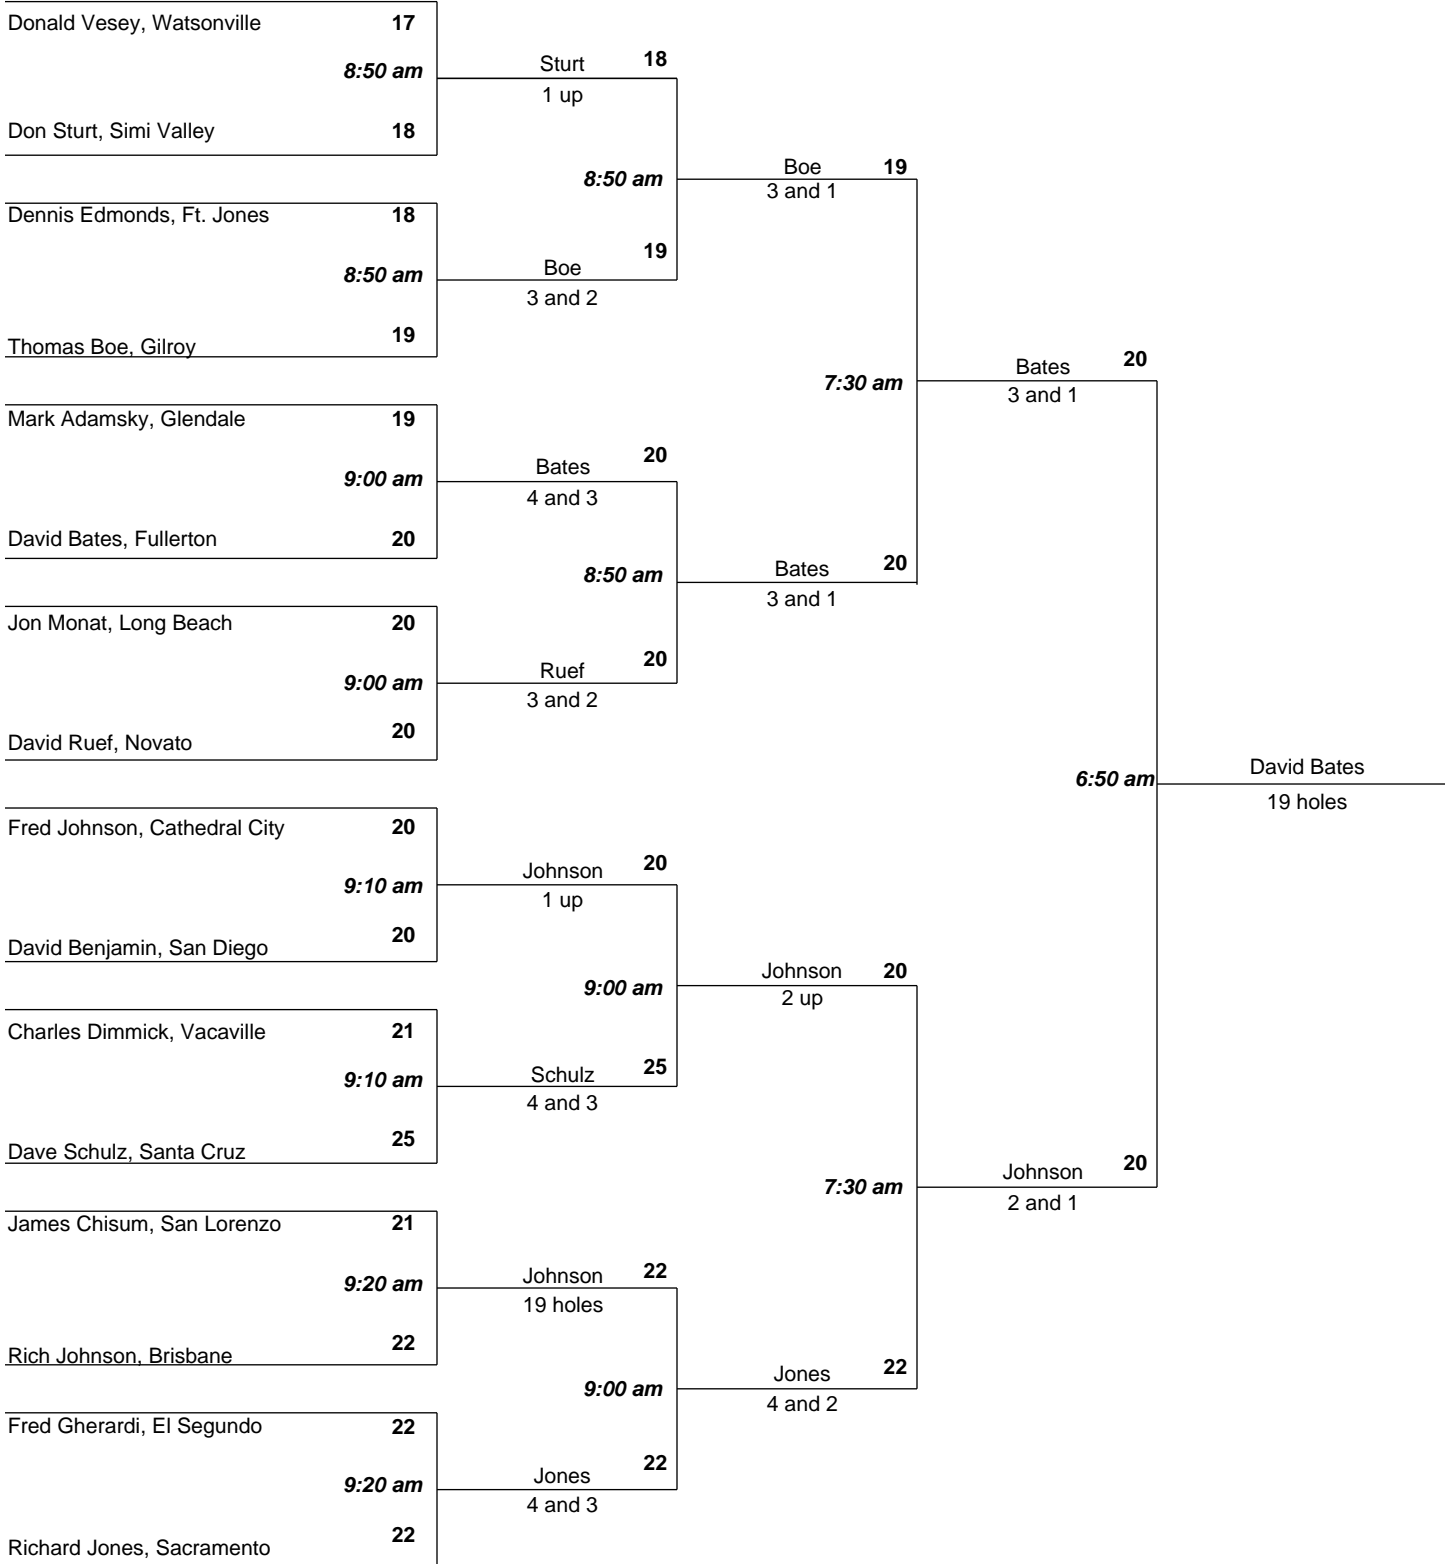 Donald Vesey, Watsonville 17
8:50 am
Don Sturt, Simi Valley 18
Dennis Edmonds, Ft. Jones 18
8:50 am
Thomas Boe, Gilroy 19
Mark Adamsky, Glendale 19
9:00 am
David Bates, Fullerton 20
Jon Monat, Long Beach 20
9:00 am
David Ruef, Novato 20
Fred Johnson, Cathedral City 20
9:10 am
David Benjamin, San Diego 20
Charles Dimmick, Vacaville 21
9:10 am
Dave Schulz, Santa Cruz 25
James Chisum, San Lorenzo 21
9:20 am
Rich Johnson, Brisbane 22
Fred Gherardi, El Segundo 22
9:20 am
Richard Jones, Sacramento 22
Sturt 18
1 up
8:50 am
Boe 19
3 and 2
Bates 20
4 and 3
8:50 am
Ruef 20
3 and 2
Johnson 20
1 up
9:00 am
Schulz 25
4 and 3
Johnson 22
19 holes
9:00 am
Jones 22
4 and 3
Boe 19
3 and 1
7:30 am
Bates 20
3 and 1
Johnson 20
2 up
7:30 am
Jones 22
4 and 2
Bates 20
3 and 1
6:50 am
Johnson 20
2 and 1
David Bates
19 holes